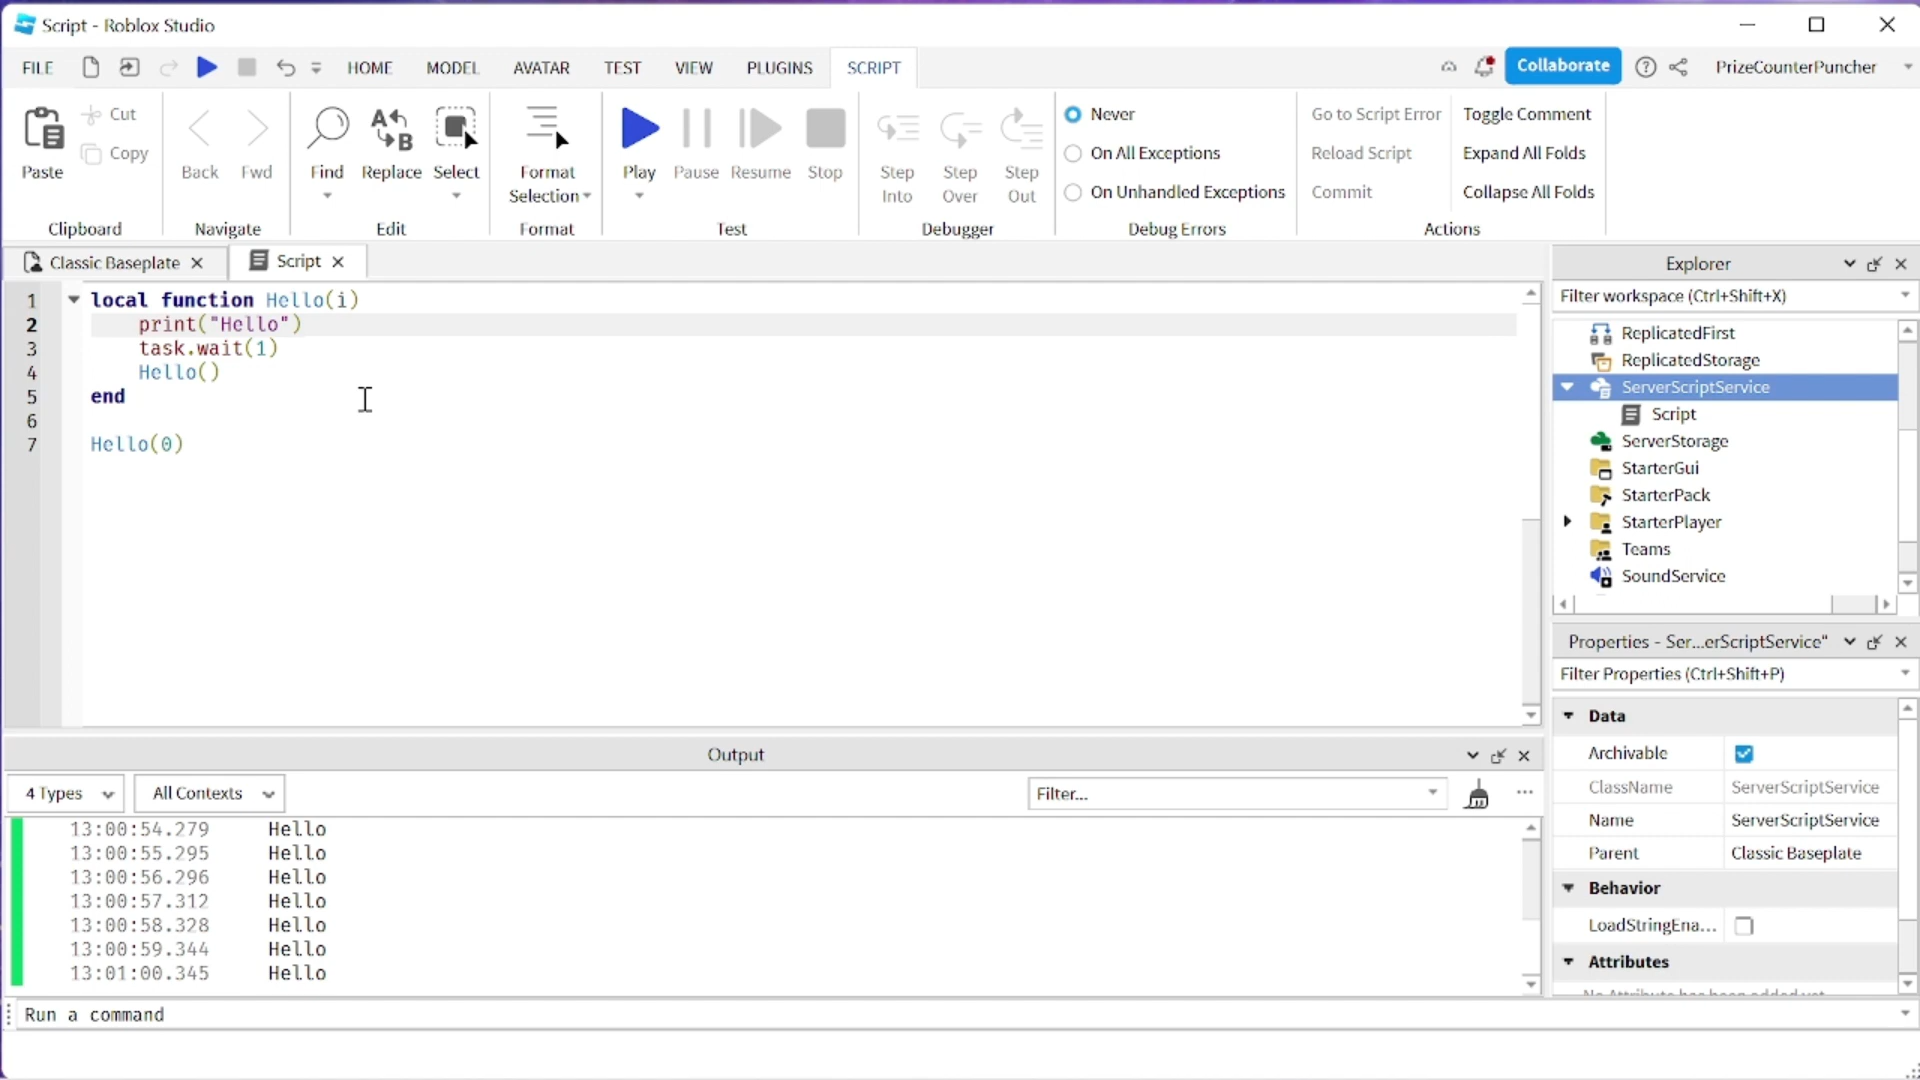 Script - Roblox Studio
FILE HOME MODEL AVATAR TEST VIEW PLUGINS SCRIPT Collaborate PrizeCounterPuncher
Paste
Cut
Copy
Clipboard
Back Fwd
Navigate
Find Replace Select
Edit
Format
Selection
Format
Play Pause Resume Stop
Test
Step Into
Step Over
Step Out
Debugger
Never
On All Exceptions
On Unhandled Exceptions
Debug Errors
Go to Script Error Toggle Comment
Reload Script Expand All Folds
Commit Collapse All Folds
Actions
Classic Baseplate Script
1 local function Hello(i)
2 print("Hello")
3 task.wait(1)
4 Hello()
5 end
6
7 Hello(0)
Explorer
Filter workspace (Ctrl+Shift+X)
ReplicatedFirst
ReplicatedStorage
ServerScriptService
Script
ServerStorage
StarterGui
StarterPack
StarterPlayer
Teams
SoundService
Properties - Ser...erScriptService"
Filter Properties (Ctrl+Shift+P)
Data
Archivable
ClassName ServerScriptService
Name ServerScriptService
Parent Classic Baseplate
Behavior
LoadStringEna...
Attributes
Output
4 Types All Contexts Filter...
13:00:54.279 Hello
13:00:55.295 Hello
13:00:56.296 Hello
13:00:57.312 Hello
13:00:58.328 Hello
13:00:59.344 Hello
13:01:00.345 Hello
Run a command